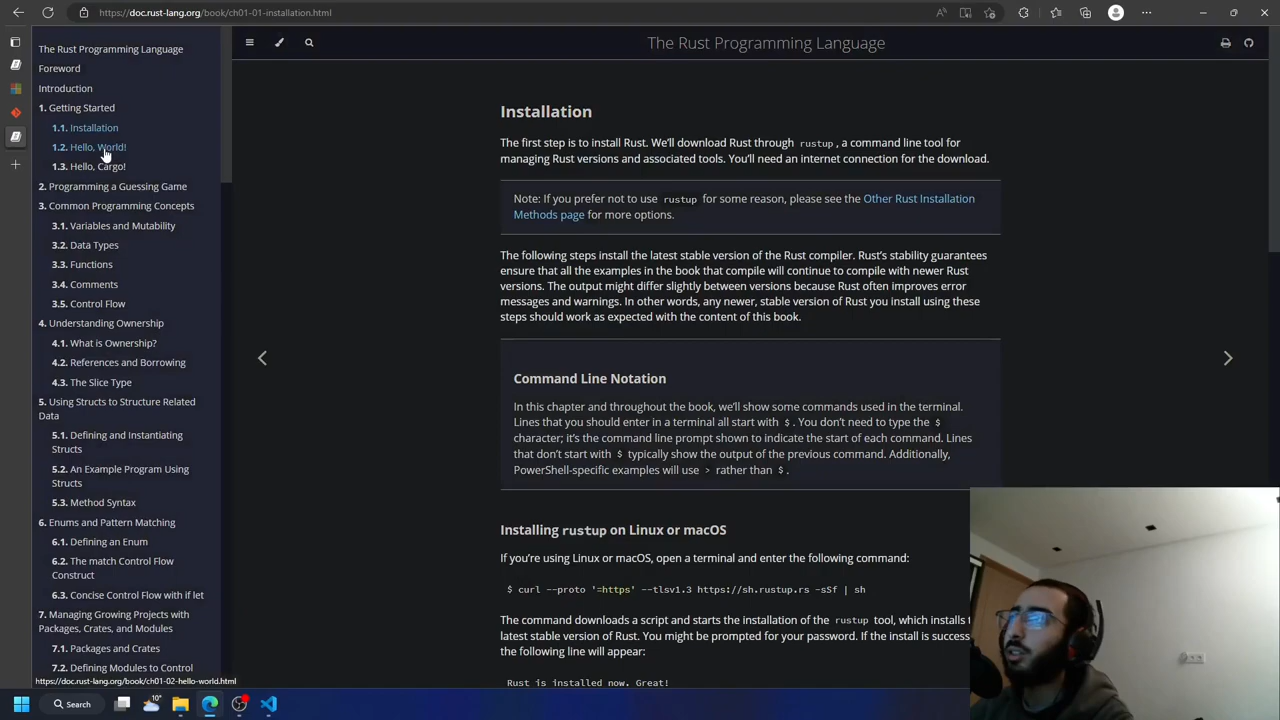 https://doc.rust-lang.org/book/ch01-01-installation.html
The Rust Programming Language
The Rust Programming Language
Foreword
Introduction
1. Getting Started
1.1. Installation
1.2. Hello, World!
1.3. Hello, Cargo!
2. Programming a Guessing Game
3. Common Programming Concepts
3.1. Variables and Mutability
3.2. Data Types
3.3. Functions
3.4. Comments
3.5. Control Flow
4. Understanding Ownership
4.1. What is Ownership?
4.2. References and Borrowing
4.3. The Slice Type
5. Using Structs to Structure Related
Data
5.1. Defining and Instantiating
Structs
5.2. An Example Program Using
Structs
5.3. Method Syntax
6. Enums and Pattern Matching
6.1. Defining an Enum
6.2. The match Control Flow
Construct
6.3. Concise Control Flow with if let
7. Managing Growing Projects with
Packages, Crates, and Modules
7.1. Packages and Crates
7.2. Defining Modules to Control
https://doc.rust-lang.org/book/ch01-02-hello-world.html
Installation
The first step is to install Rust. We'll download Rust through rustup, a command line tool for
managing Rust versions and associated tools. You'll need an internet connection for the download.
Note: If you prefer not to use rustup for some reason, please see the Other Rust Installation
Methods page for more options.
The following steps install the latest stable version of the Rust compiler. Rust's stability guarantees
ensure that all the examples in the book that compile will continue to compile with newer Rust
versions. The output might differ slightly between versions because Rust often improves error
messages and warnings. In other words, any newer, stable version of Rust you install using these
steps should work as expected with the content of this book.
Command Line Notation
In this chapter and throughout the book, we'll show some commands used in the terminal.
Lines that you should enter in a terminal all start with $. You don't need to type the $
character; it's the command line prompt shown to indicate the start of each command. Lines
that don't start with $ typically show the output of the previous command. Additionally,
PowerShell-specific examples will use > rather than $.
Installing rustup on Linux or macOS
If you're using Linux or macOS, open a terminal and enter the following command:
$ curl --proto '=https' --tlsv1.3 https://sh.rustup.rs -sSf | sh
The command downloads a script and starts the installation of the rustup tool, which installs t
latest stable version of Rust. You might be prompted for your password. If the install is success
the following line will appear:
Rust is installed now. Great!
Search
10°